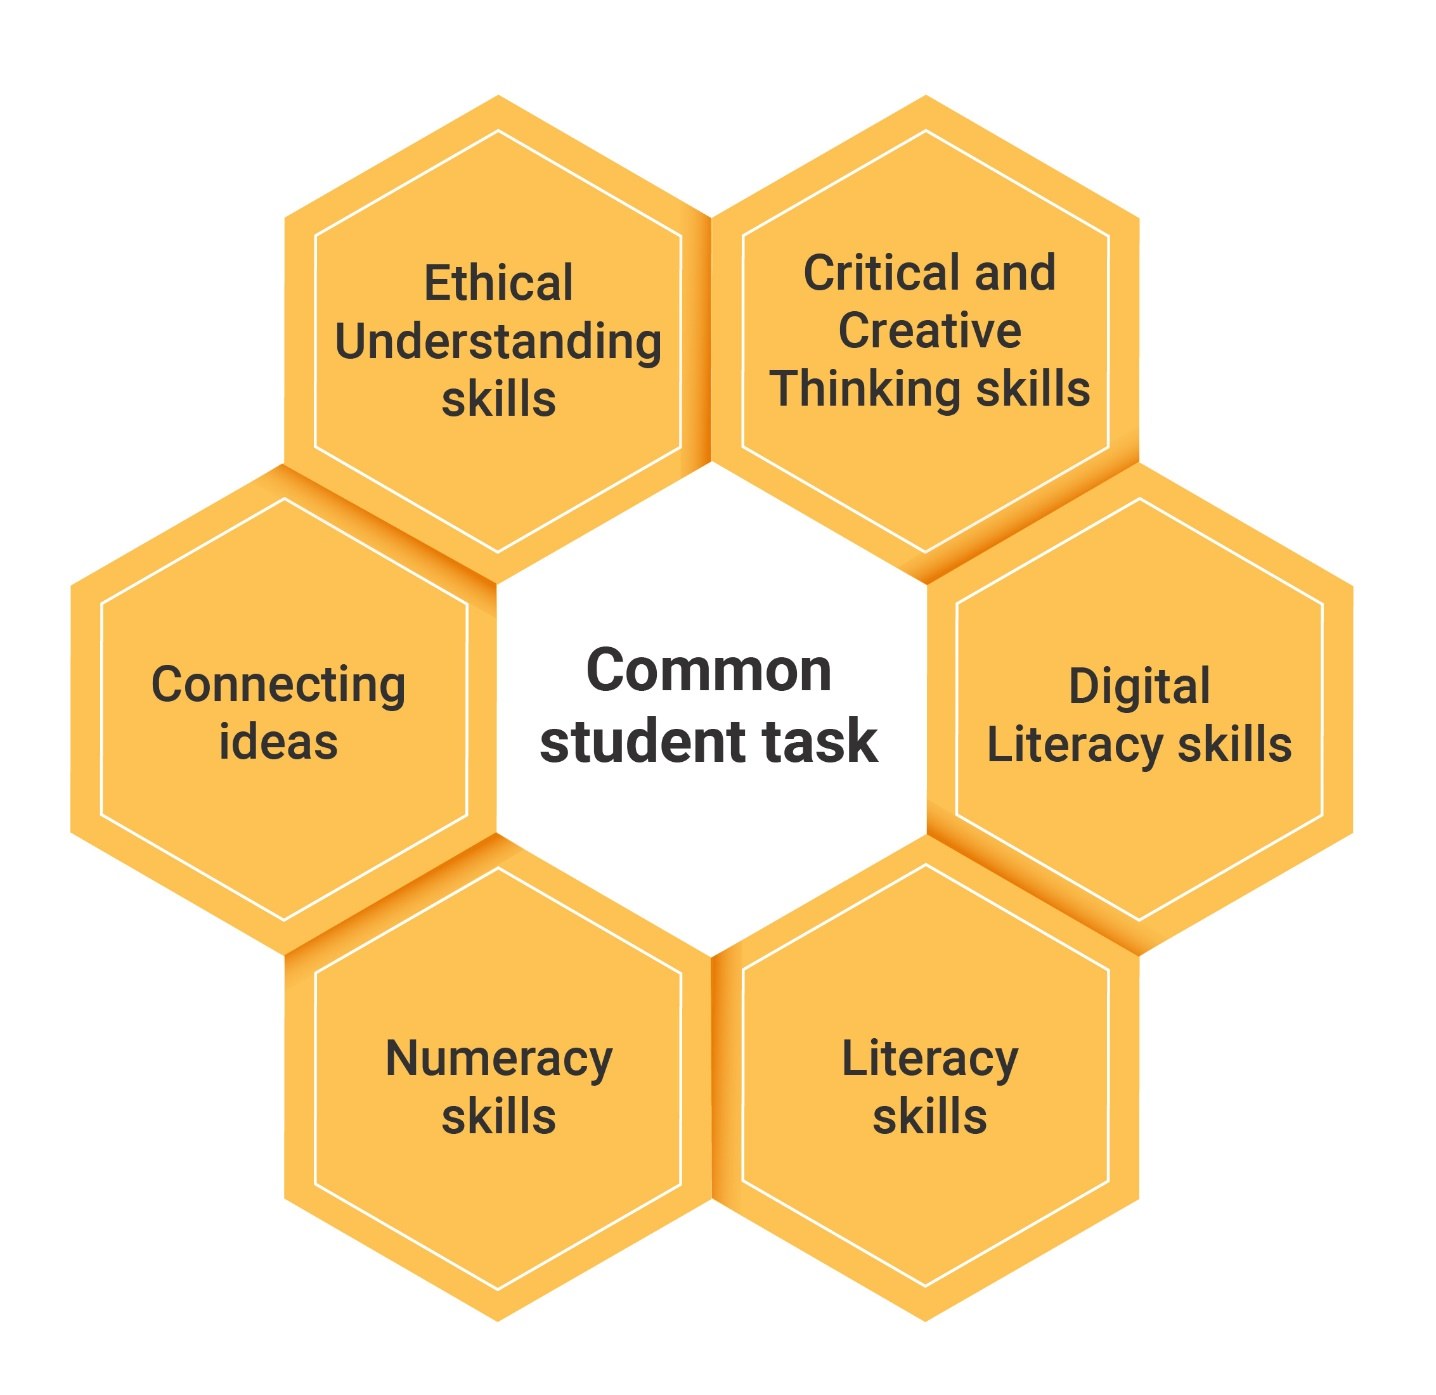 Ethical
Understanding
skills
Critical and
Creative
Thinking skills
Connecting
ideas
Common
student task
Digital
Literacy skills
Numeracy
skills
Literacy
skills